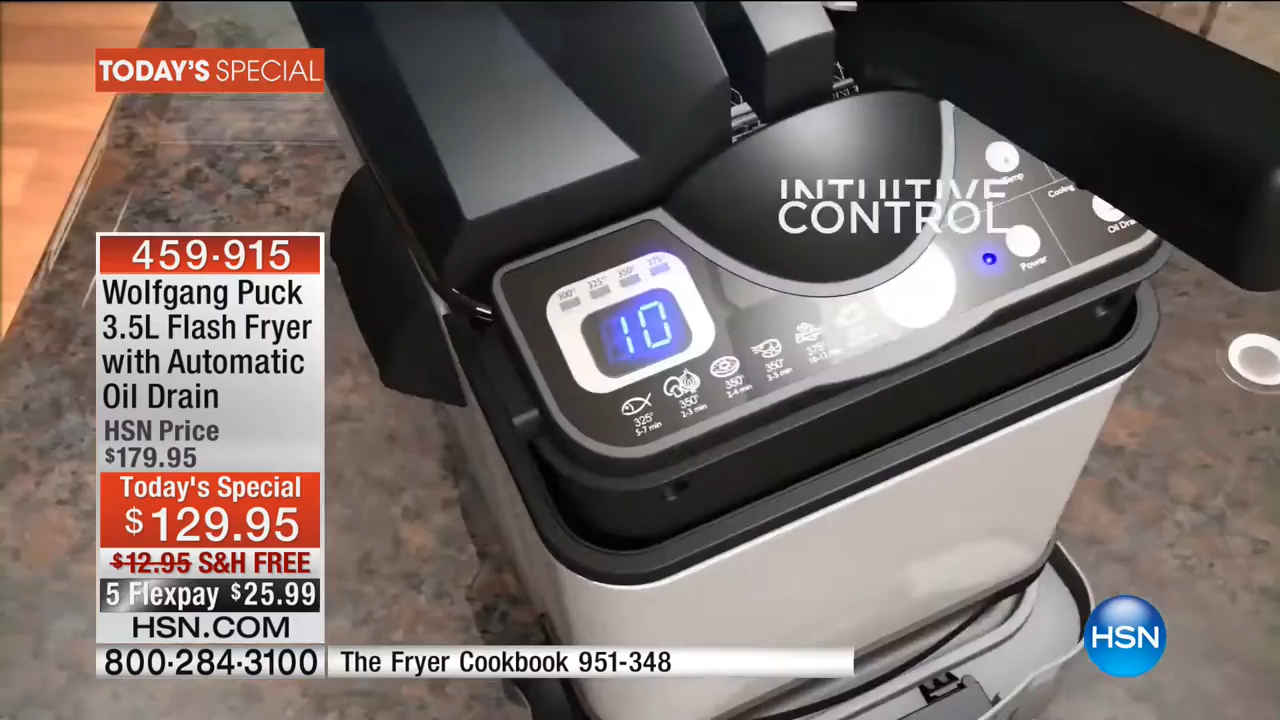 TODAY'S SPECIAL
459·915
Wolfgang Puck
3.5L Flash Fryer
with Automatic
Oil Drain
HSN Price
$179.95
Today's Special
$129.95
$12.95 S&H FREE
5 Flexpay $25.99
HSN.COM
800·284·3100
The Fryer Cookbook 951-348
HSN
INTUITIVE
CONTROL
300° 325° 350° 375°
10
325° 350° 350° 350° 375°
5-7 min 2-3 min 2-4 min 3-5 min
Cooling
Oil
Power